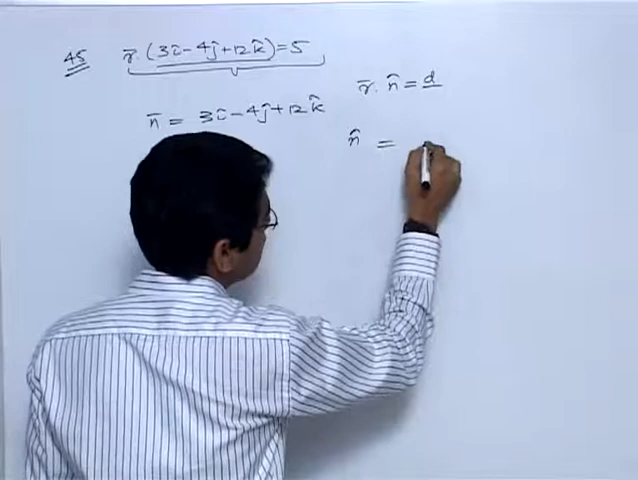 45 r̄.(3î-4ĵ+12k̂)=5
r̄. n̂ = d
n̄ = 3î-4ĵ+12k̂
n̂ =